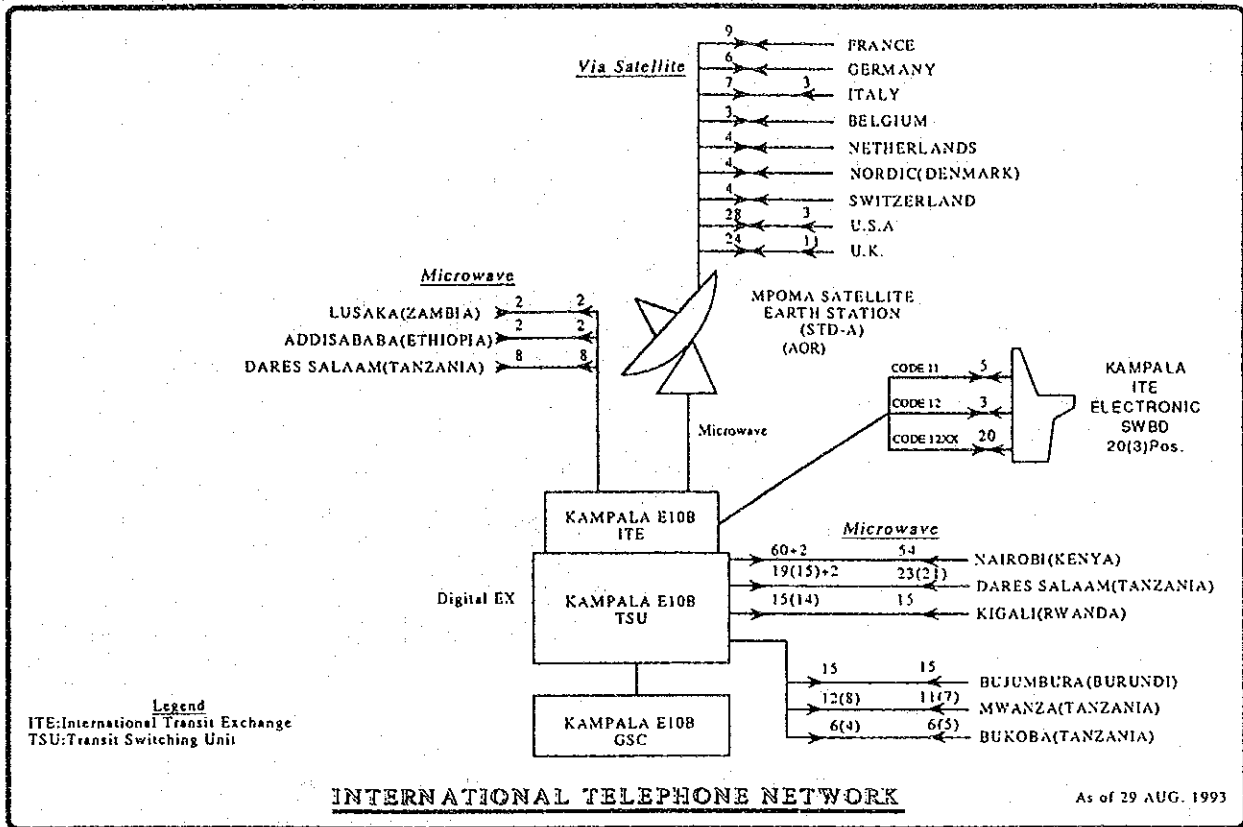 Via Satellite
9 FRANCE
6 GERMANY
7 3 ITALY
3 BELGIUM
4 NETHERLANDS
4 NORDIC(DENMARK)
4 SWITZERLAND
28 3 U.S.A
24 11 U.K.
Microwave
LUSAKA(ZAMBIA) 2 2
ADDISABABA(ETHIOPIA) 2 2
DARES SALAAM(TANZANIA) 8 8
MPOMA SATELLITE
EARTH STATION
(STD-A)
(AOR)
Microwave
CODE 11 5
CODE 12 3
CODE 12XX 20
KAMPALA
ITE
ELECTRONIC
SWBD
20(3)Pos.
KAMPALA E10B
ITE
Digital EX
KAMPALA E10B
TSU
KAMPALA E10B
GSC
Microwave
60+2 54 NAIROBI(KENYA)
19(15)+2 23(21) DARES SALAAM(TANZANIA)
15(14) 15 KIGALI(RWANDA)
15 15 BUJUMBURA(BURUNDI)
12(8) 11(7) MWANZA(TANZANIA)
6(4) 6(5) BUKOBA(TANZANIA)
Legend
ITE:International Transit Exchange
TSU:Transit Switching Unit
INTERNATIONAL TELEPHONE NETWORK
As of 29 AUG. 1993